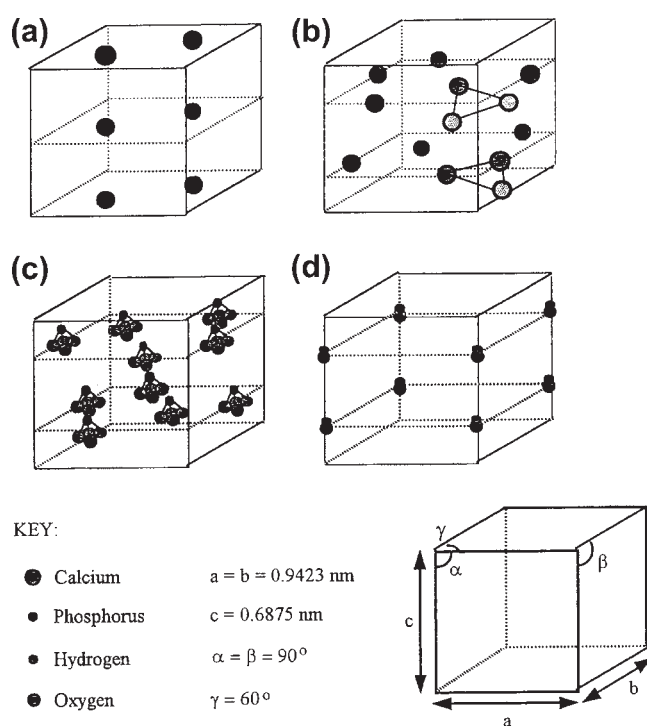 (a)
(b)
(c)
(d)
KEY:
Calcium a = b = 0.9423 nm
Phosphorus c = 0.6875 nm
Hydrogen α = β = 90°
Oxygen γ = 60°
γ
α
β
c
b
a